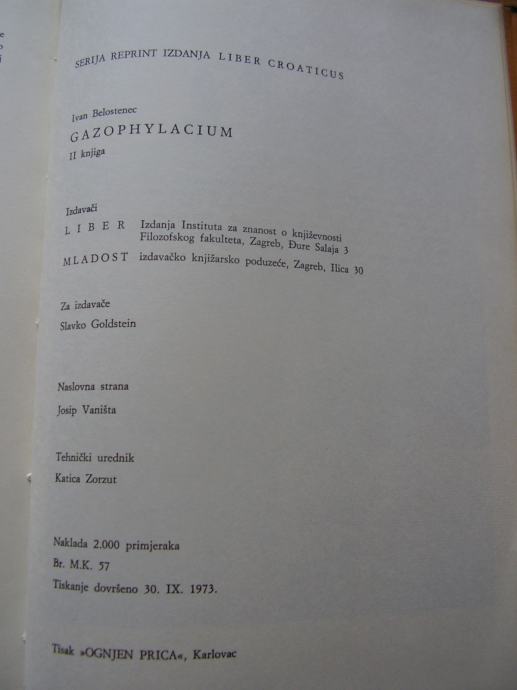 SERIJA REPRINT IZDANJA LIBER CROATICUS
Ivan Belostenec
GAZOPHYLACIUM
II knjiga
Izdavači
LIBER Izdanja Instituta za znanost o književnosti
Filozofskog fakulteta, Zagreb, Đure Salaja 3
MLADOST izdavačko knjižarsko poduzeće, Zagreb, Ilica 30
Za izdavače
Slavko Goldstein
Naslovna strana
Josip Vaništa
Tehnički urednik
Katica Zorzut
Naklada 2.000 primjeraka
Br. M.K. 57
Tiskanje dovršeno 30. IX. 1973.
Tisak »OGNJEN PRICA«, Karlovac